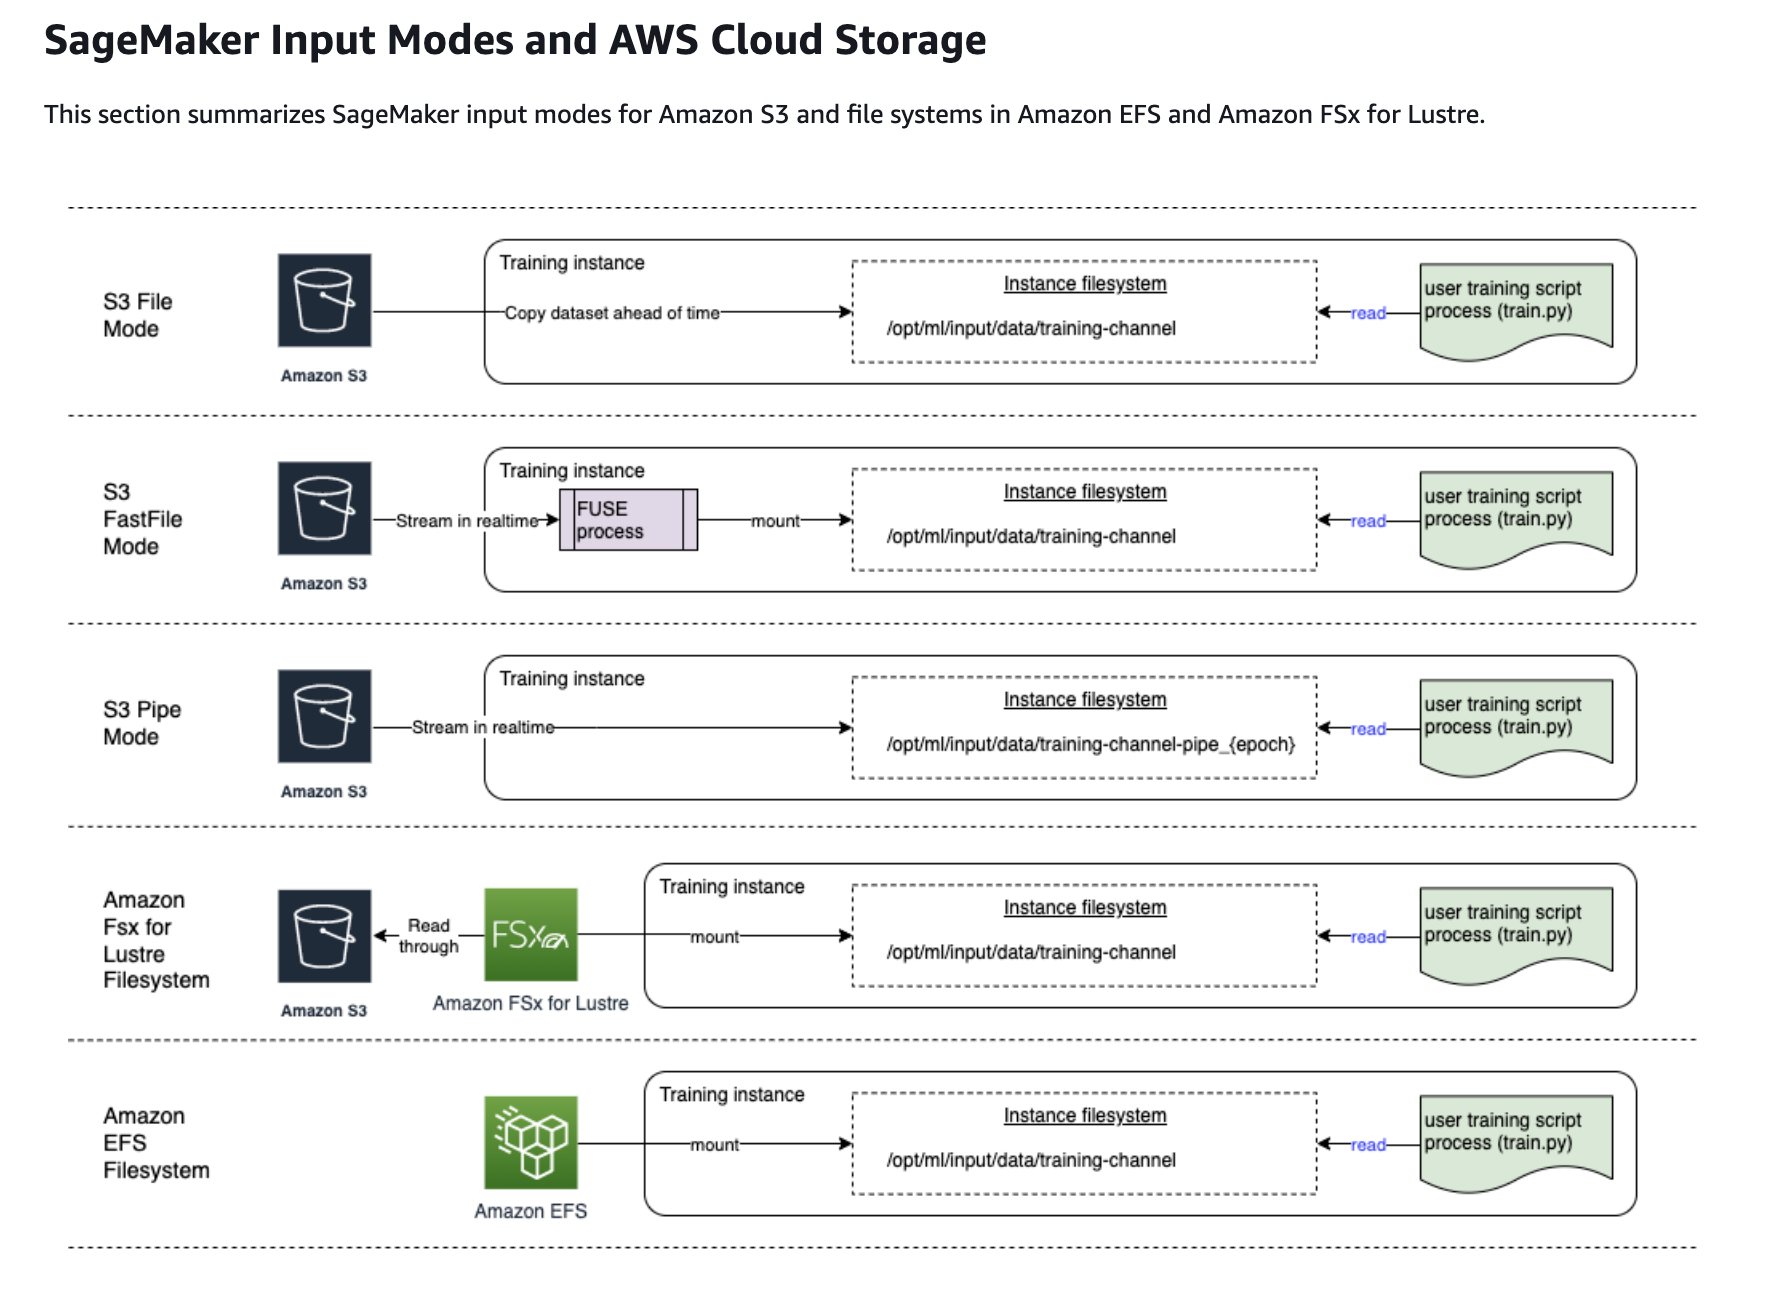 SageMaker Input Modes and AWS Cloud Storage
This section summarizes SageMaker input modes for Amazon S3 and file systems in Amazon EFS and Amazon FSx for Lustre.
S3 File
Mode
Amazon S3
Training instance
Copy dataset ahead of time
Instance filesystem
/opt/ml/input/data/training-channel
read
user training script
process (train.py)
S3
FastFile
Mode
Amazon S3
Stream in realtime
Training instance
FUSE
process
mount
Instance filesystem
/opt/ml/input/data/training-channel
read
user training script
process (train.py)
S3 Pipe
Mode
Amazon S3
Stream in realtime
Training instance
Instance filesystem
/opt/ml/input/data/training-channel-pipe_{epoch}
read
user training script
process (train.py)
Amazon
Fsx for
Lustre
Filesystem
Amazon S3
Read
through
FSx
Amazon FSx for Lustre
Training instance
mount
Instance filesystem
/opt/ml/input/data/training-channel
read
user training script
process (train.py)
Amazon
EFS
Filesystem
Amazon EFS
Training instance
mount
Instance filesystem
/opt/ml/input/data/training-channel
read
user training script
process (train.py)